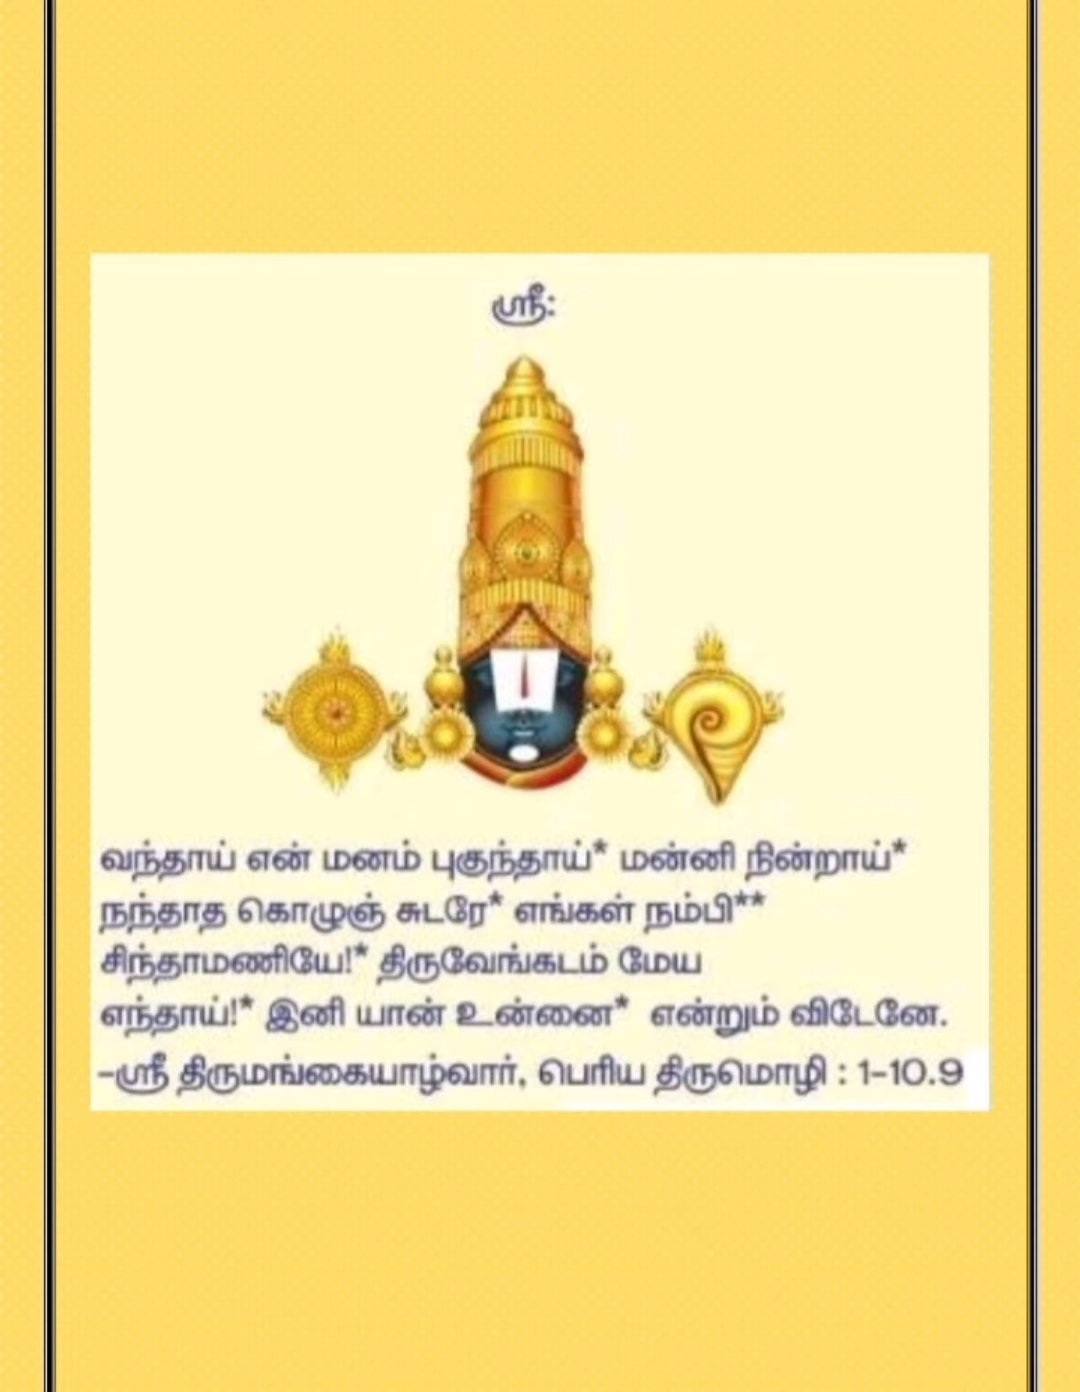 ஸ்ரீ:
வந்தாய் என் மனம் புகுந்தாய்* மன்னி நின்றாய்*
நந்தாத கொழுஞ் சுடரே* எங்கள் நம்பி**
சிந்தாமணியே!* திருவேங்கடம் மேய
எந்தாய்!* இனி யான் உன்னை* என்றும் விடேனே.
-ஸ்ரீ திருமங்கையாழ்வார், பெரிய திருமொழி : 1-10.9